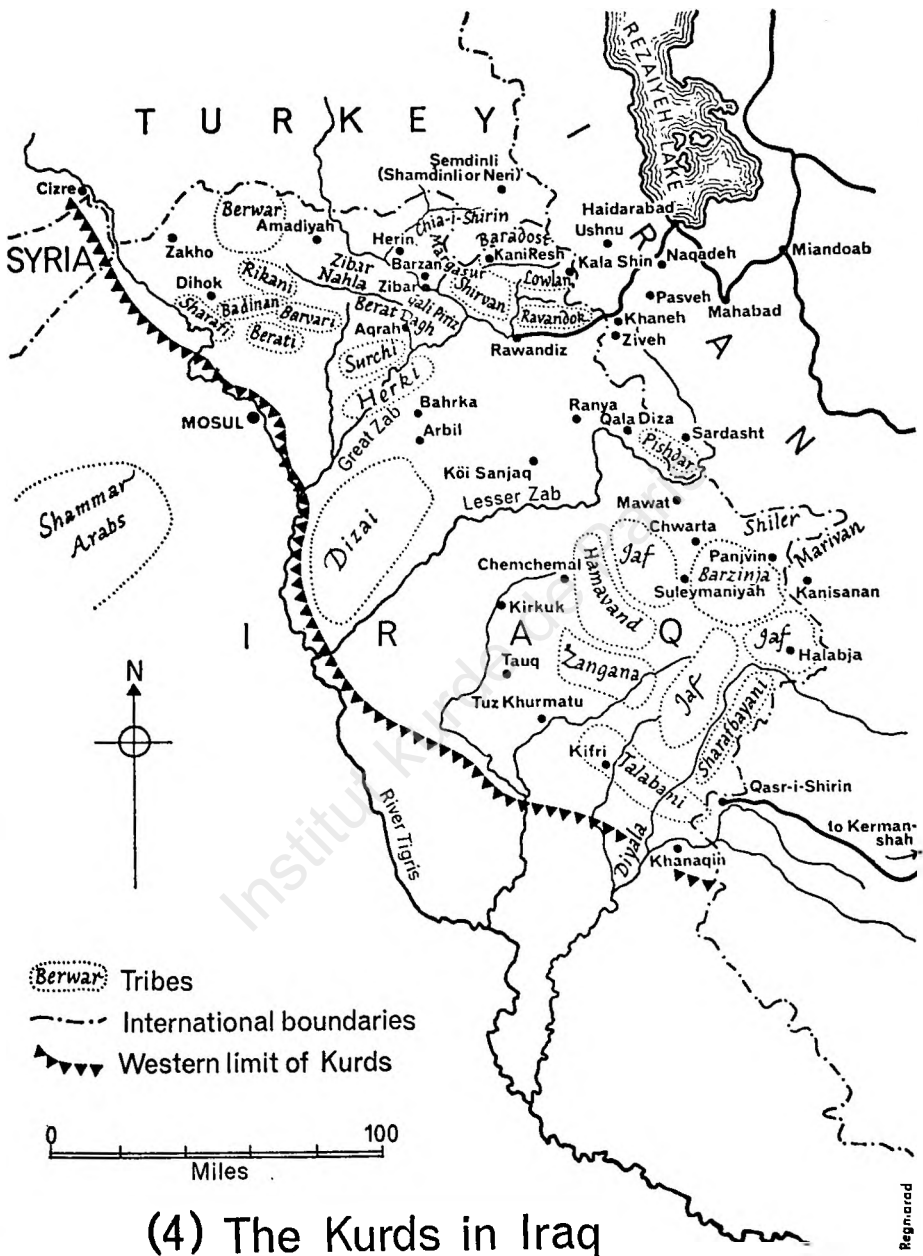 REZAIYEH LAKE
TURKEY
IRAN
Şemdinli
(Shamdinli or Neri)
Cizre
Berwar
Amadiyah
Chia-i-Shirin
Haidarabad
Ushnu
SYRIA
Zakho
Herin
Baradost
KaniResh
Kala Shin
Naqadeh
Miandoab
Zibar
Nahla
Barzan
Margasur
Lowlan
Dihok
Rikani
Zibar
Shirvan
Pasveh
Mahabad
Sharafi
Badinan
Barvari
Berat Dagh
Gali Piriz
Ravandok
Khaneh
Ziveh
Berati
Aqrah
Rawandiz
Surchi
Herki
MOSUL
Great Zab
Bahrka
Arbil
Ranya
Qala Diza
Pishdar
Sardasht
Köi Sanjaq
Lesser Zab
Shammar
Arabs
Dizai
Mawat
Shiler
Chwarta
Marivan
Chemchemal
Hamavand
Jaf
Panjvin
Barzinja
Suleymaniyah
Kanisanan
Kirkuk
IRAQ
Jaf
Halabja
Tauq
Zangana
Jaf
N
Tuz Khurmatu
Sharafbayani
Kifri
Talabani
Qasr-i-Shirin
River Tigris
Diyala
to Kerman-
shah
Khanaqin
Institut kurde de Paris
Berwar Tribes
International boundaries
Western limit of Kurds
0 100
Miles
(4) The Kurds in Iraq
Regmarad